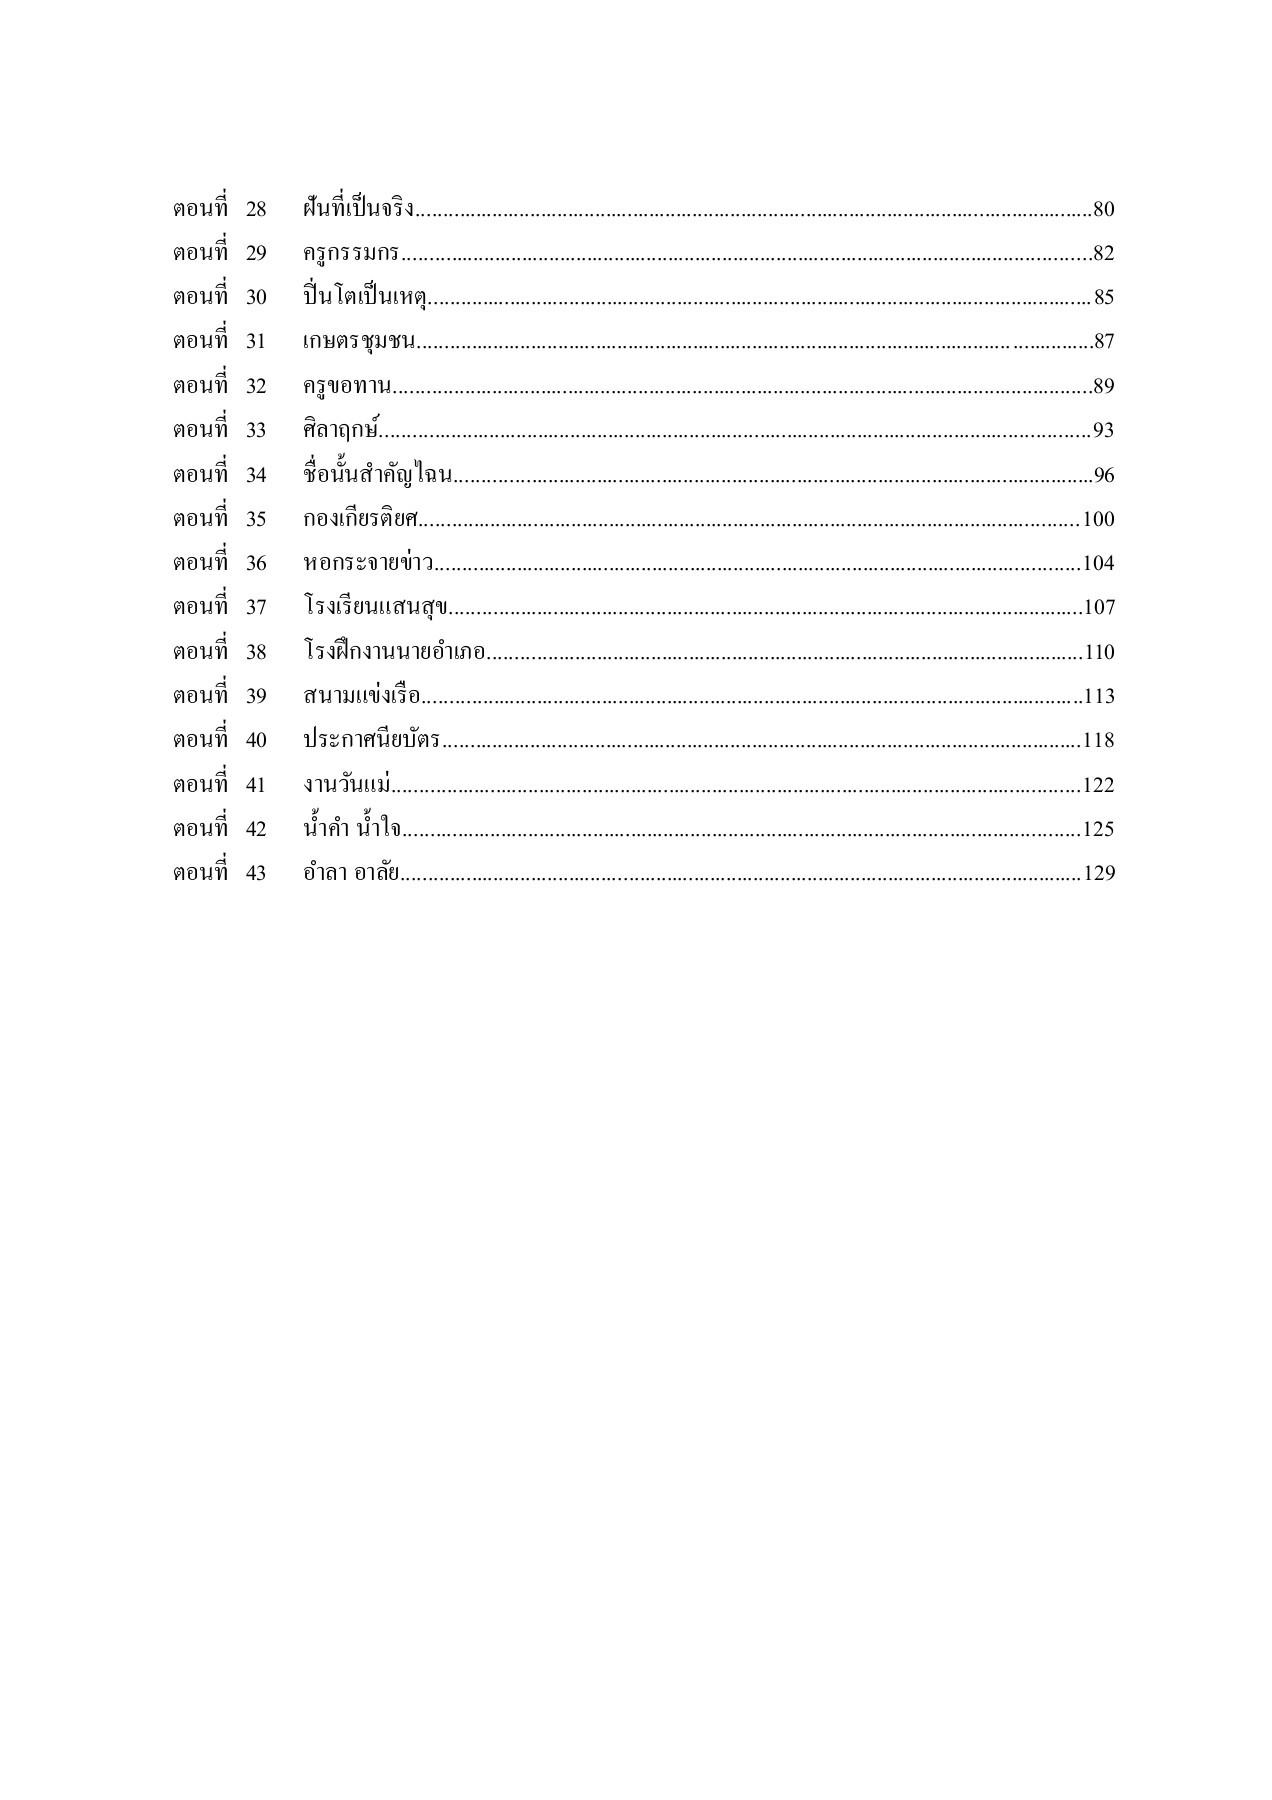 ตอนที่ 28 ฝันที่เป็นจริง........................................................................................................................80
ตอนที่ 29 ครูกรรมกร...........................................................................................................................82
ตอนที่ 30 ปิ่นโตเป็นเหตุ......................................................................................................................85
ตอนที่ 31 เกษตรชุมชน........................................................................................................................87
ตอนที่ 32 ครูขอทาน.............................................................................................................................89
ตอนที่ 33 ศิลาฤกษ์...............................................................................................................................93
ตอนที่ 34 ชื่อนั้นสำคัญไฉน..................................................................................................................96
ตอนที่ 35 กองเกียรติยศ......................................................................................................................100
ตอนที่ 36 หอกระจายข่าว...................................................................................................................104
ตอนที่ 37 โรงเรียนแสนสุข.................................................................................................................107
ตอนที่ 38 โรงฝึกงานนายอำเภอ..........................................................................................................110
ตอนที่ 39 สนามแข่งเรือ......................................................................................................................113
ตอนที่ 40 ประกาศนียบัตร..................................................................................................................118
ตอนที่ 41 งานวันแม่...........................................................................................................................122
ตอนที่ 42 น้ำคำ น้ำใจ.........................................................................................................................125
ตอนที่ 43 อำลา อาลัย.........................................................................................................................129